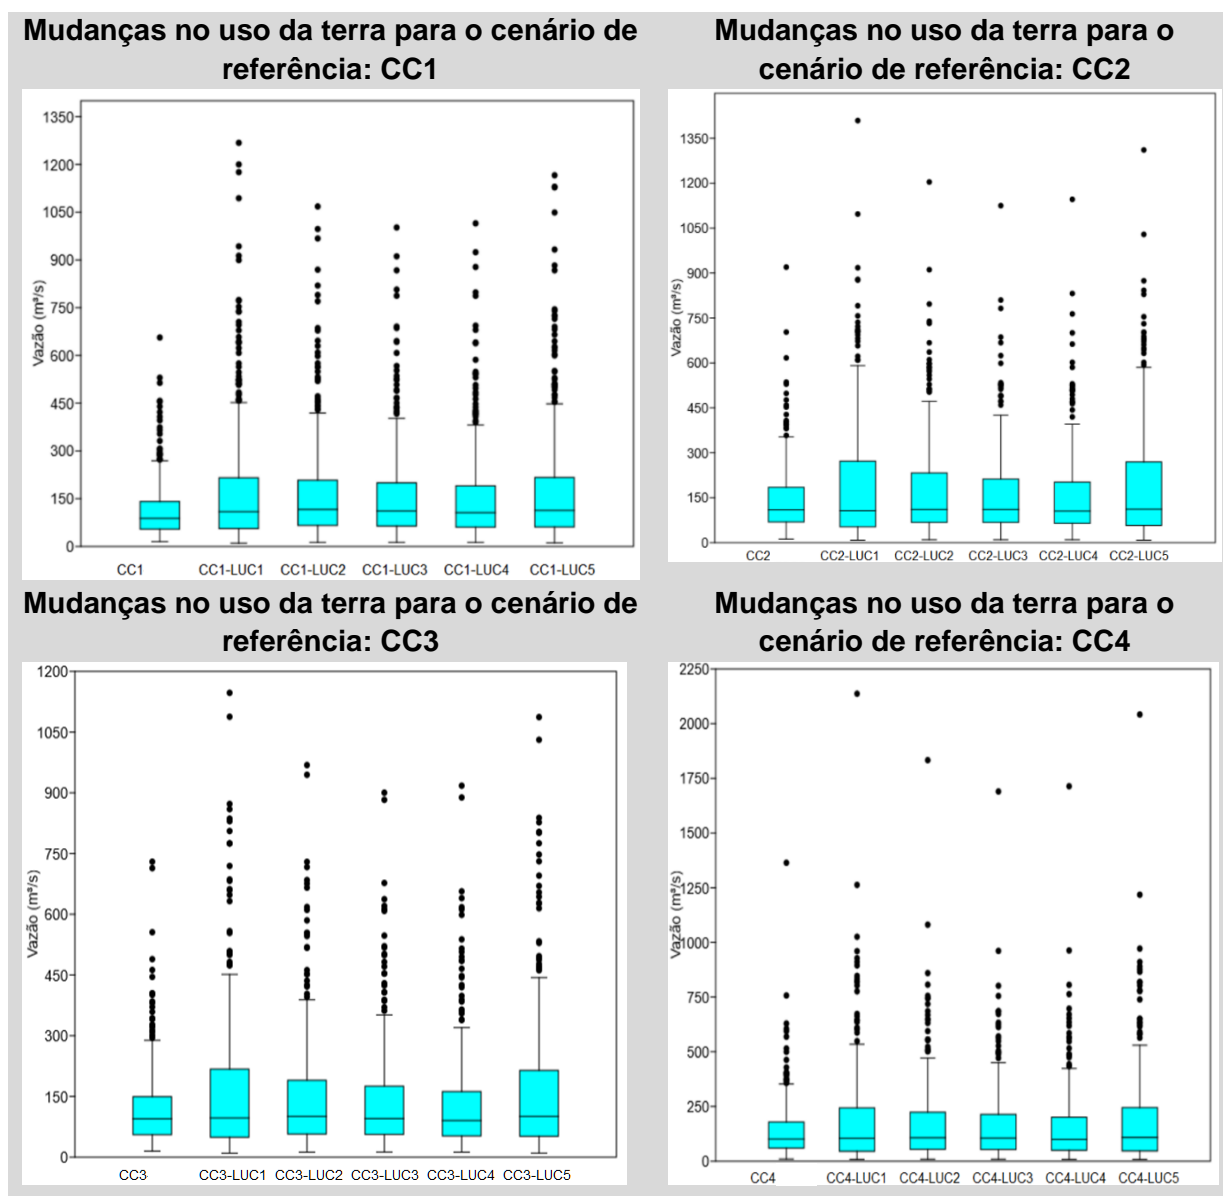 Mudanças no uso da terra para o cenário de
referência: CC1
Mudanças no uso da terra para o
cenário de referência: CC2
1350
1200
1050
900
750
600
450
300
150
0
Vazão (m³/s)
CC1 CC1-LUC1 CC1-LUC2 CC1-LUC3 CC1-LUC4 CC1-LUC5
1350
1200
1050
900
750
600
450
300
150
0
Vazão (m³/s)
CC2 CC2-LUC1 CC2-LUC2 CC2-LUC3 CC2-LUC4 CC2-LUC5
Mudanças no uso da terra para o cenário de
referência: CC3
Mudanças no uso da terra para o
cenário de referência: CC4
1200
1050
900
750
600
450
300
150
0
Vazão (m³/s)
CC3 CC3-LUC1 CC3-LUC2 CC3-LUC3 CC3-LUC4 CC3-LUC5
2250
2000
1750
1500
1250
1000
750
500
250
0
Vazão (m³/s)
CC4 CC4-LUC1 CC4-LUC2 CC4-LUC3 CC4-LUC4 CC4-LUC5